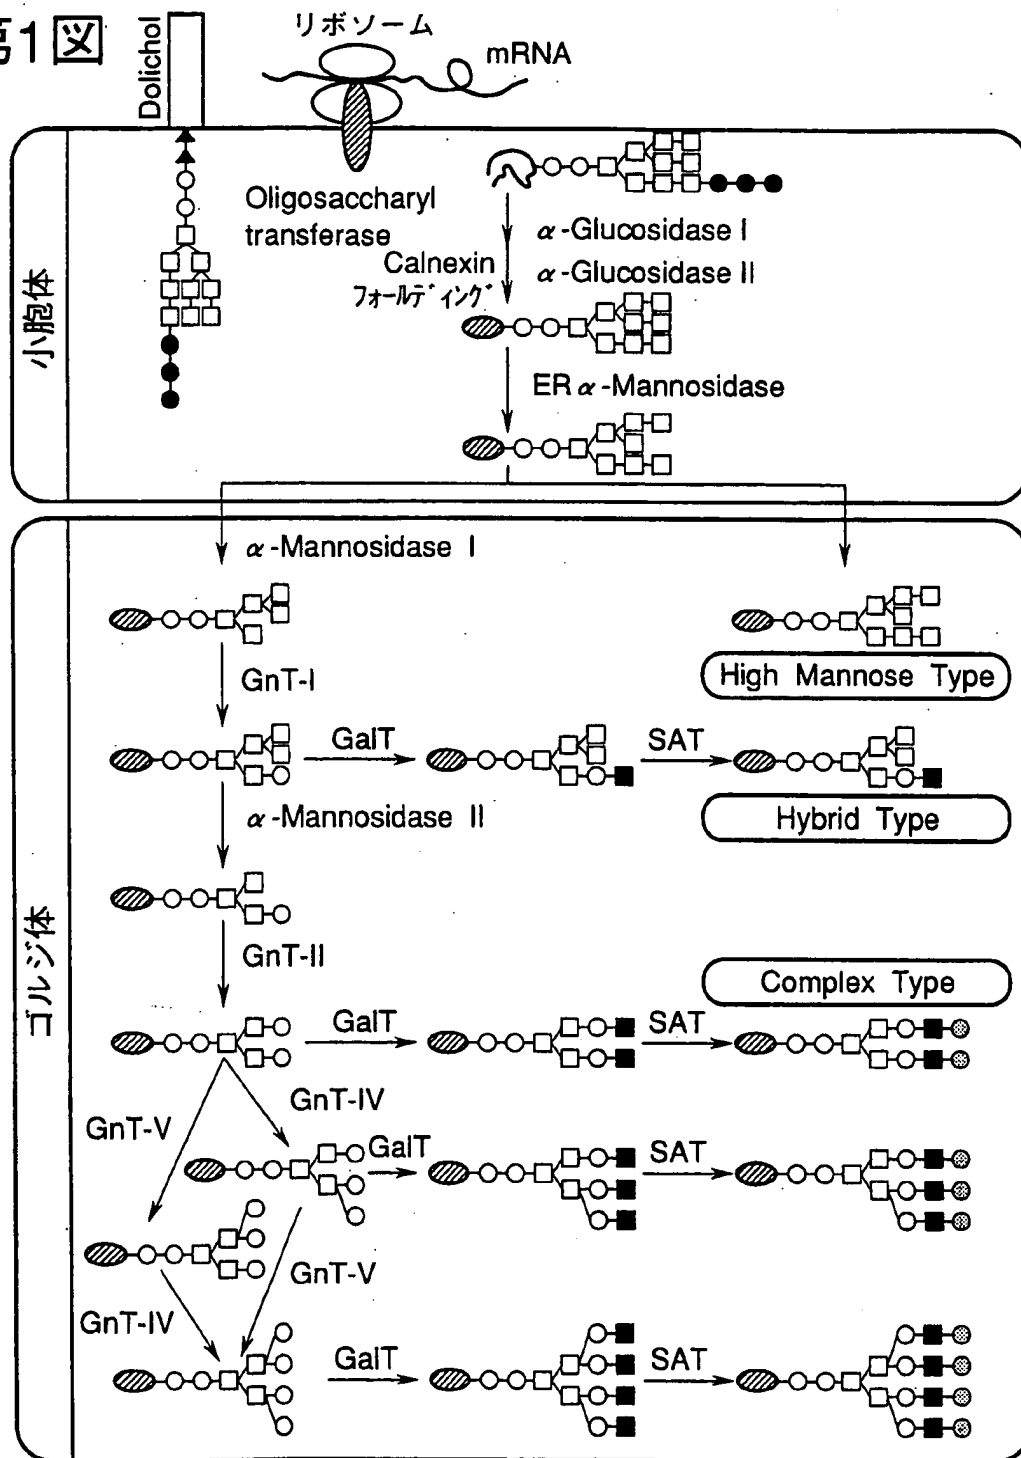 第1図
Dolichol
リボソーム
mRNA
小胞体
Oligosaccharyl
transferase
α-Glucosidase I
Calnexin
α-Glucosidase II
フォールディング
ER α-Mannosidase
ゴルジ体
α-Mannosidase I
GnT-I
High Mannose Type
GalT
SAT
α-Mannosidase II
Hybrid Type
GnT-II
Complex Type
GalT
SAT
GnT-IV
GnT-V
GalT
SAT
GnT-V
GnT-IV
GalT
SAT